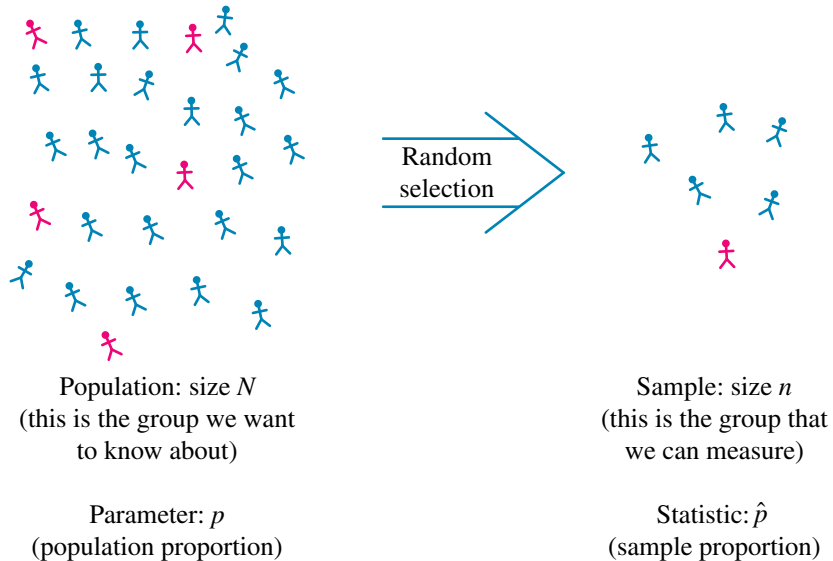 Random
selection
Population: size N
(this is the group we want
to know about)
Parameter: p
(population proportion)
Sample: size n
(this is the group that
we can measure)
Statistic: p̂
(sample proportion)